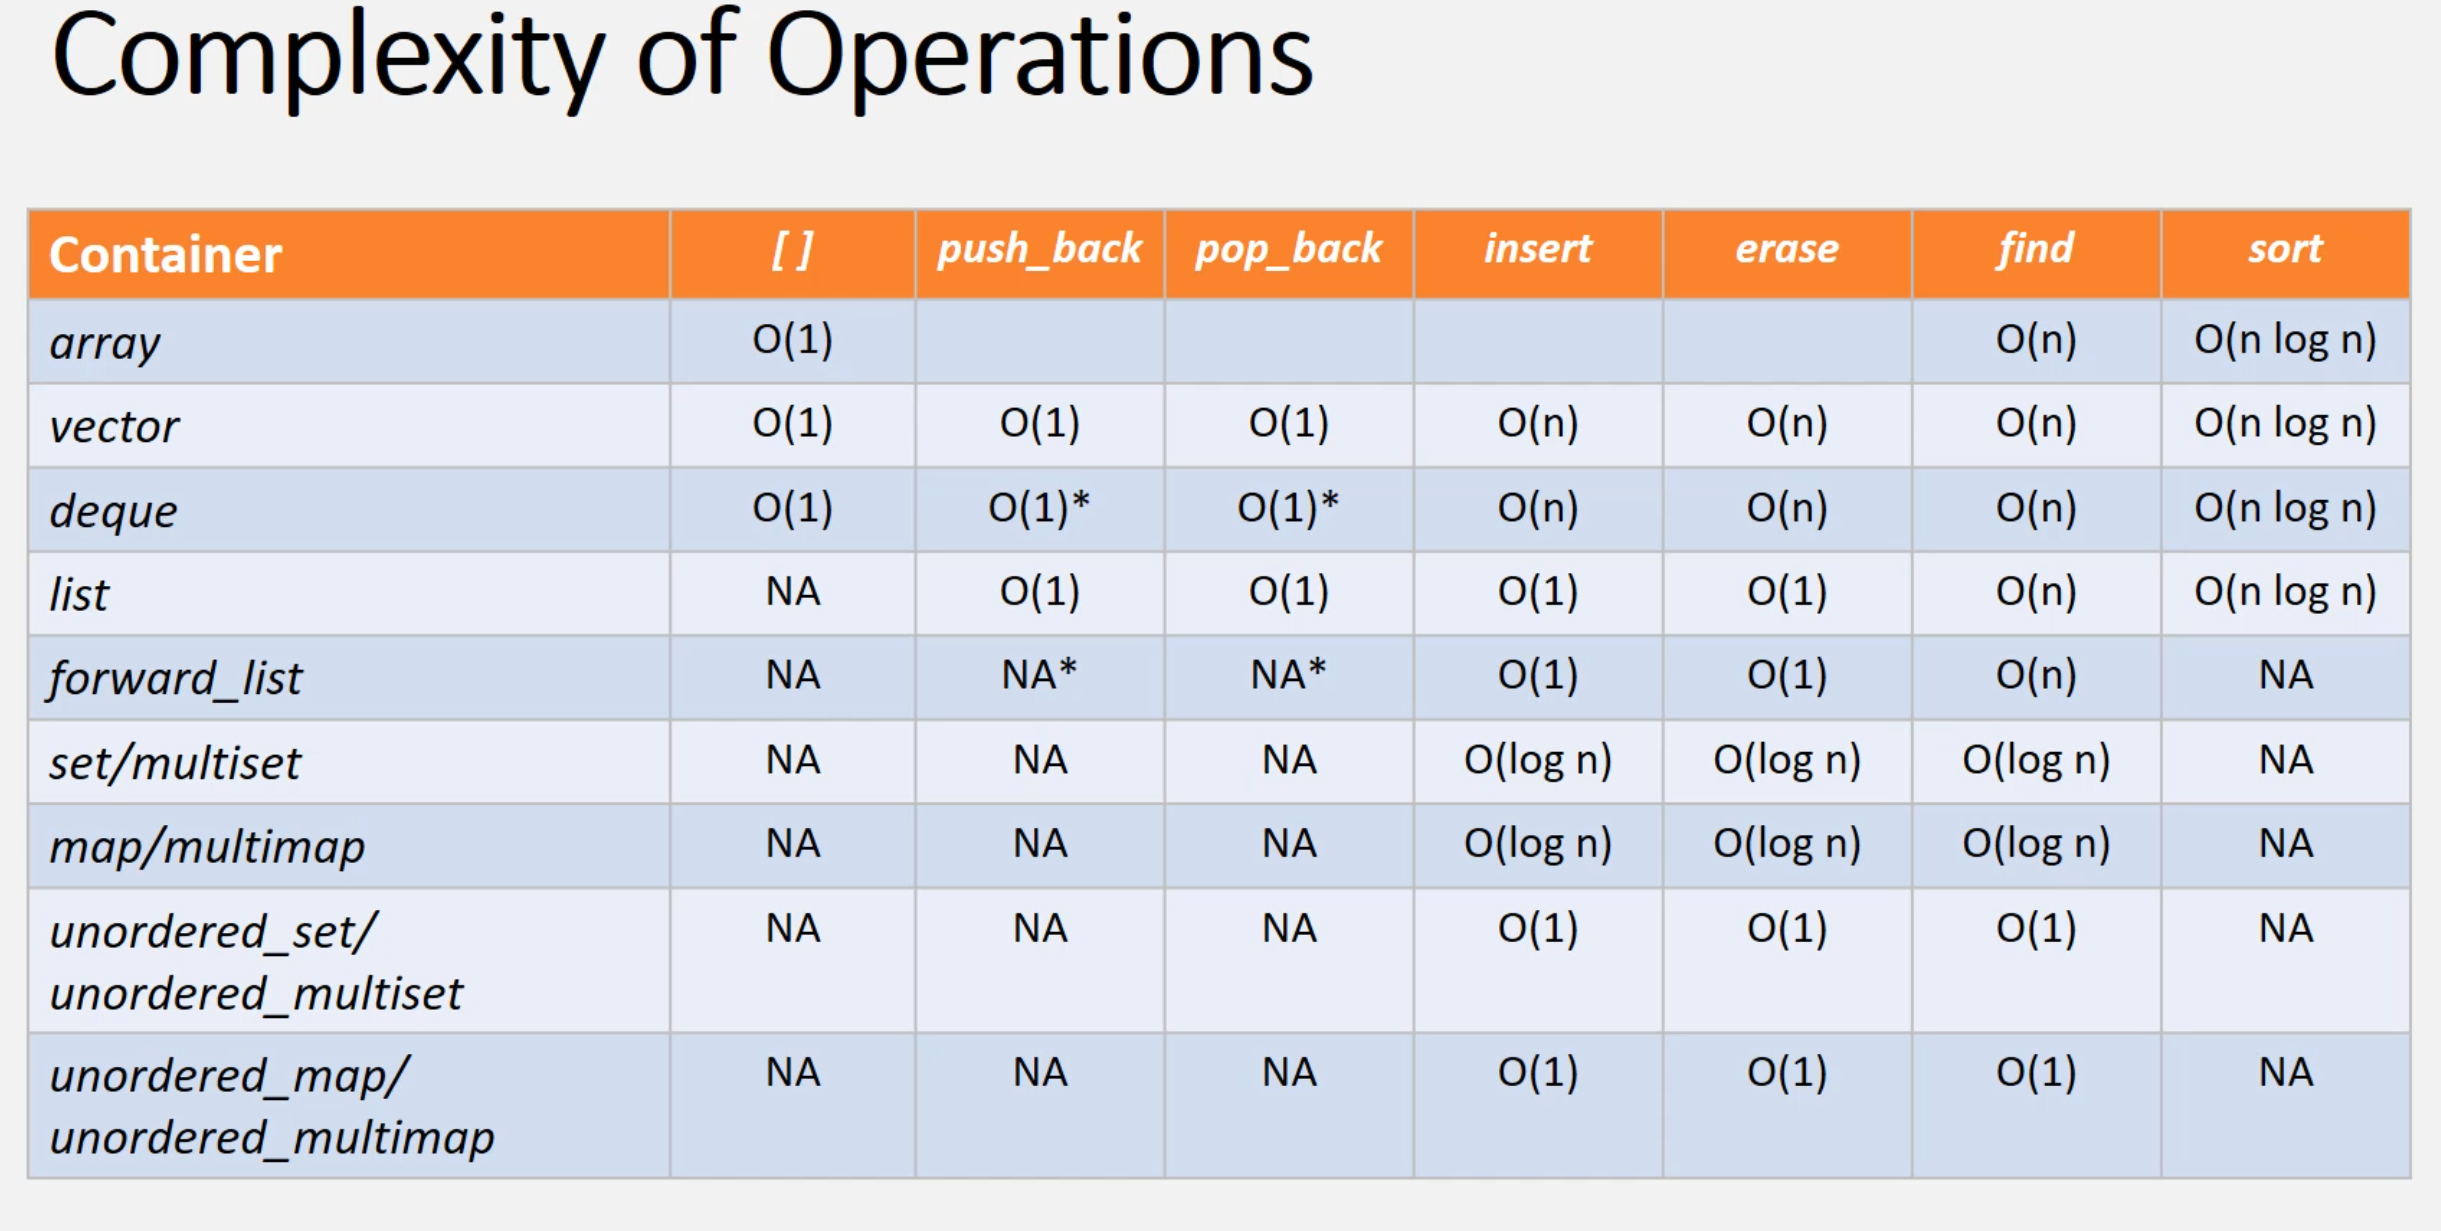 Complexity of Operations
Container [ ] push_back pop_back insert erase find sort
array O(1) O(n) O(n log n)
vector O(1) O(1) O(1) O(n) O(n) O(n) O(n log n)
deque O(1) O(1)* O(1)* O(n) O(n) O(n) O(n log n)
list NA O(1) O(1) O(1) O(1) O(n) O(n log n)
forward_list NA NA* NA* O(1) O(1) O(n) NA
set/multiset NA NA NA O(log n) O(log n) O(log n) NA
map/multimap NA NA NA O(log n) O(log n) O(log n) NA
unordered_set/ NA NA NA O(1) O(1) O(1) NA
unordered_multiset
unordered_map/ NA NA NA O(1) O(1) O(1) NA
unordered_multimap